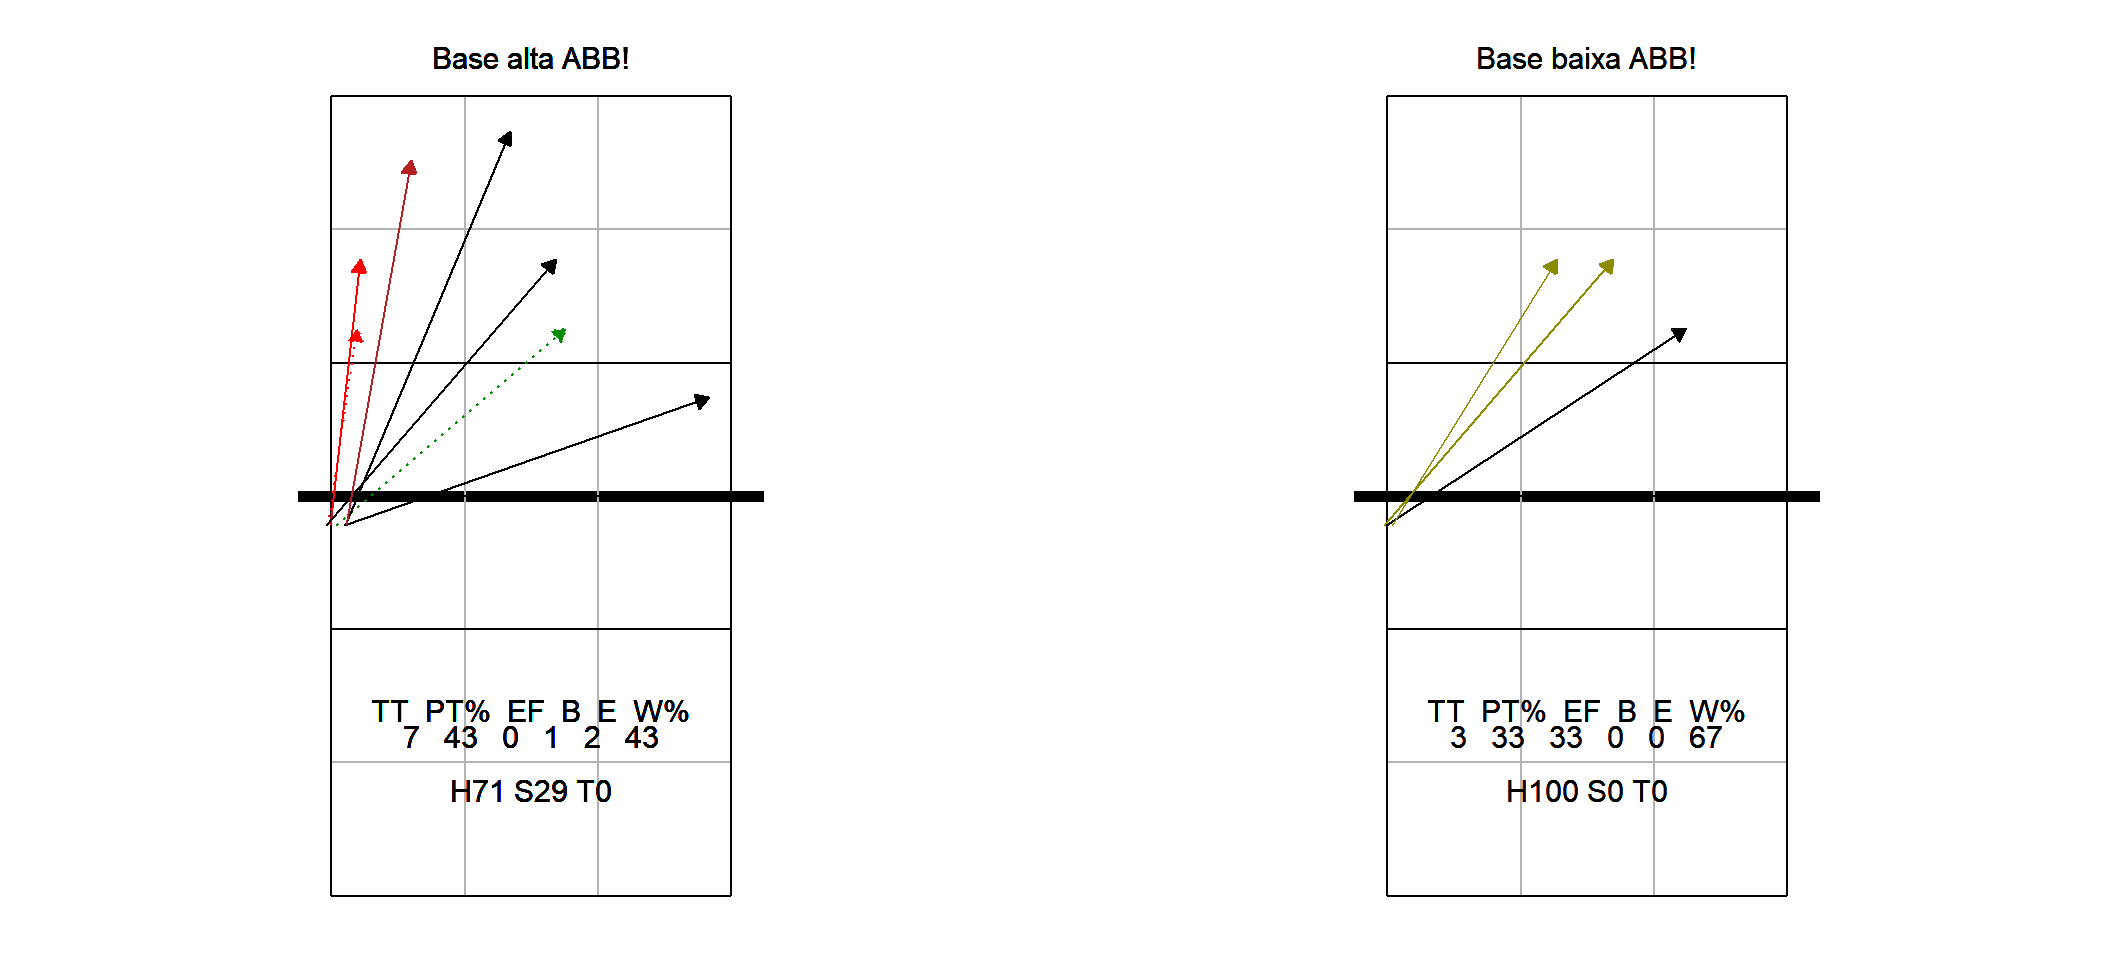 Base alta ABB!
TT PT% EF B E W%
7 43 0 1 2 43
H71 S29 T0
Base baixa ABB!
TT PT% EF B E W%
3 33 33 0 0 67
H100 S0 T0